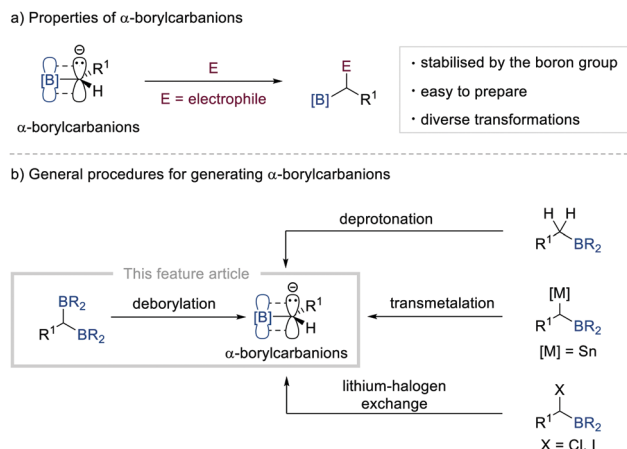 a) Properties of α-borylcarbanions
⊖
[B] R¹
H
α-borylcarbanions
E
E = electrophile
E
[B] R¹
· stabilised by the boron group
· easy to prepare
· diverse transformations
b) General procedures for generating α-borylcarbanions
deprotonation
H H
R¹ BR₂
This feature article
BR₂
R¹ BR₂
deborylation
⊖
[B] R¹
H
α-borylcarbanions
transmetalation
[M]
R¹ BR₂
[M] = Sn
lithium-halogen
exchange
X
R¹ BR₂
X = Cl, I